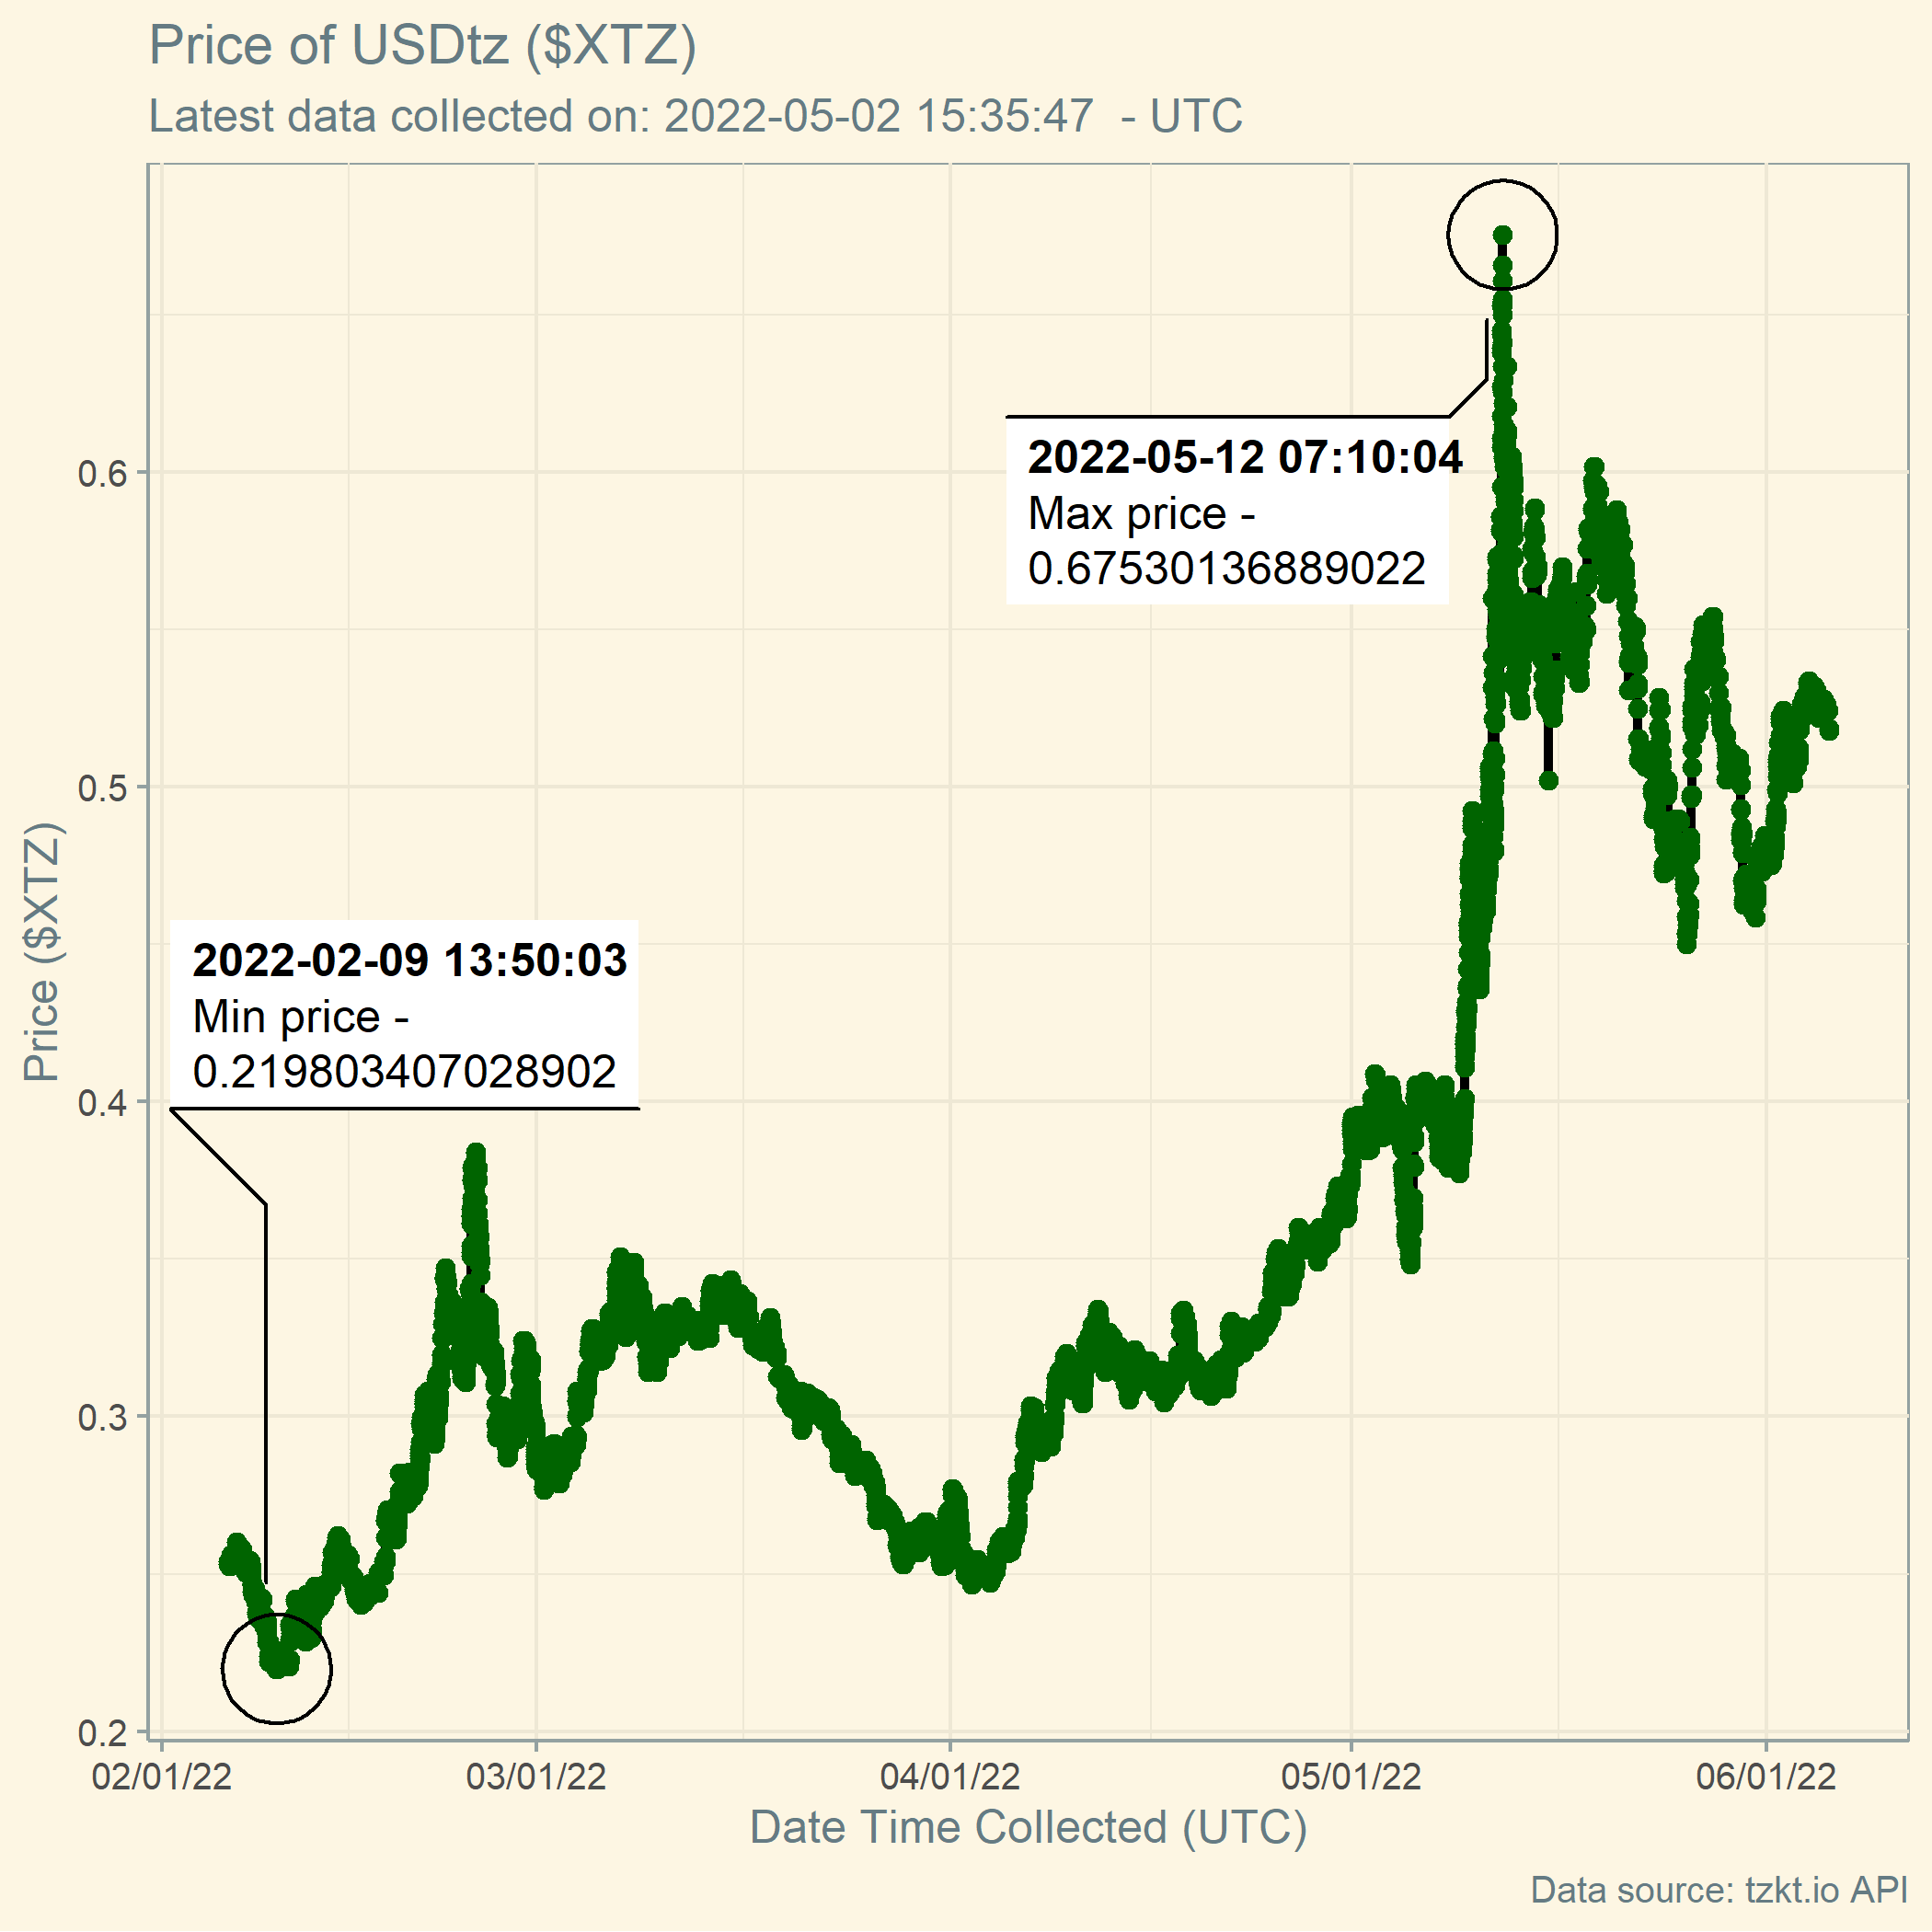 Price of USDtz ($XTZ)
Latest data collected on: 2022-05-02 15:35:47  - UTC
2022-05-12 07:10:04
Max price -
0.67530136889022
2022-02-09 13:50:03
Min price -
0.219803407028902
Price ($XTZ)
0.6
0.5
0.4
0.3
0.2
02/01/22
03/01/22
04/01/22
05/01/22
06/01/22
Date Time Collected (UTC)
Data source: tzkt.io API